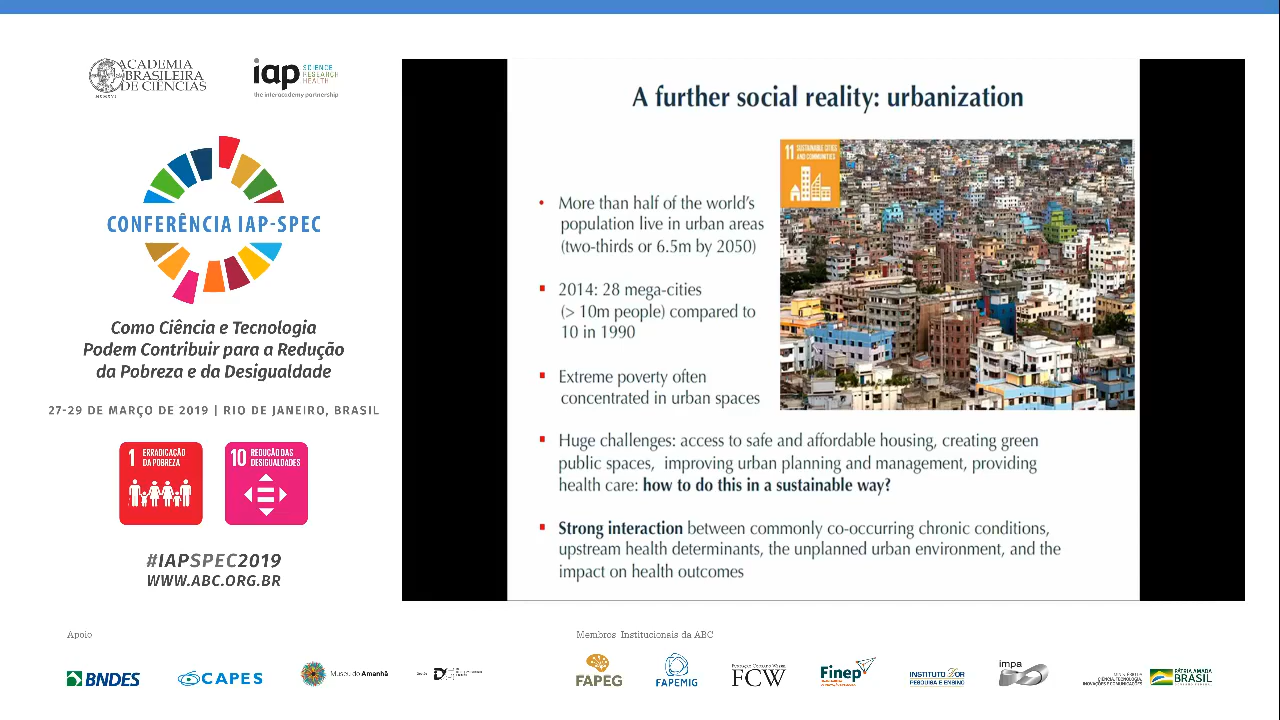 ACADEMIA
BRASILEIRA
DE CIÊNCIAS
iap SCIENCE
RESEARCH
HEALTH
the interacademy partnership
CONFERÊNCIA IAP-SPEC
Como Ciência e Tecnologia
Podem Contribuir para a Redução
da Pobreza e da Desigualdade
27-29 DE MARÇO DE 2019 | RIO DE JANEIRO, BRASIL
1 ERRADICAÇÃO
DA POBREZA
10 REDUÇÃO DAS
DESIGUALDADES
#IAPSPEC2019
WWW.ABC.ORG.BR
A further social reality: urbanization
11 SUSTAINABLE CITIES
AND COMMUNITIES
• More than half of the world's
population live in urban areas
(two-thirds or 6.5m by 2050)
▪ 2014: 28 mega-cities
(> 10m people) compared to
10 in 1990
▪ Extreme poverty often
concentrated in urban spaces
▪ Huge challenges: access to safe and affordable housing, creating green
public spaces, improving urban planning and management, providing
health care: how to do this in a sustainable way?
▪ Strong interaction between commonly co-occurring chronic conditions,
upstream health determinants, the unplanned urban environment, and the
impact on health outcomes
Apoio
BNDES
CAPES
Museu do Amanhã
Membros Institucionais da ABC
FAPEG
FAPEMIG
FCW
Finep
INSTITUTO D'OR
PESQUISA E ENSINO
impa
CIÊNCIA, TECNOLOGIA,
INOVAÇÕES E COMUNICAÇÕES
PÁTRIA AMADA
BRASIL